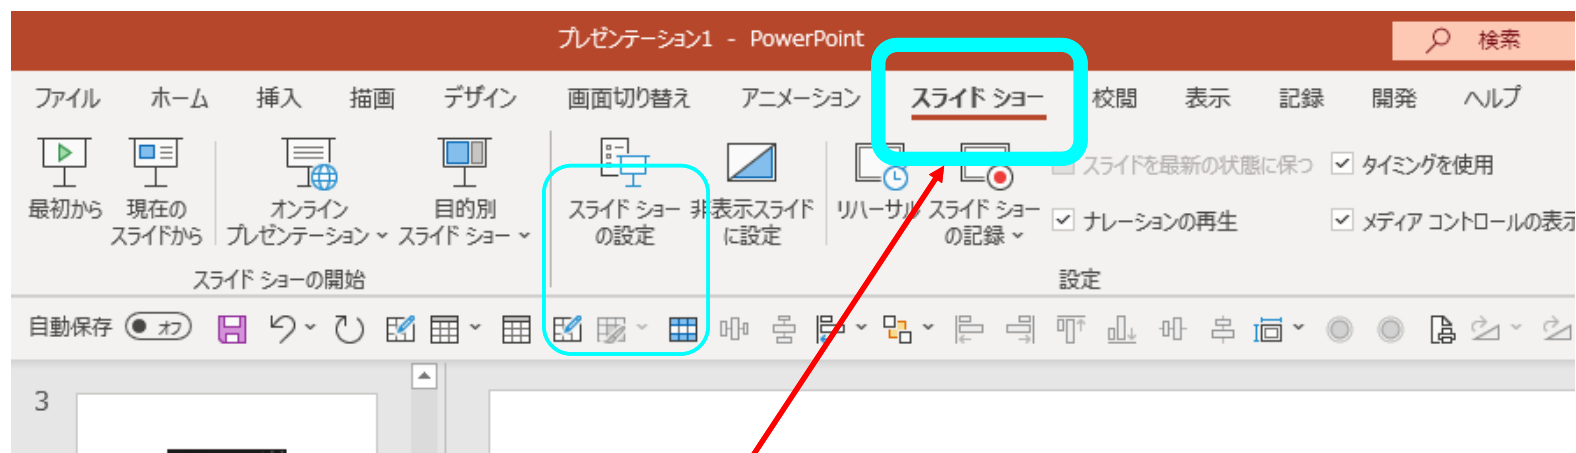 プレゼンテーション1 - PowerPoint
検索
ファイル ホーム 挿入 描画 デザイン 画面切り替え アニメーション スライド ショー 校閲 表示 記録 開発 ヘルプ
最初から
現在の
スライドから
オンライン
プレゼンテーション
目的別
スライド ショー
スライド ショー
の設定
非表示スライド
に設定
リハーサル
スライド ショー
の記録
スライドを最新の状態に保つ
タイミングを使用
ナレーションの再生
メディア コントロールの表示
スライド ショーの開始
設定
自動保存 オフ
3